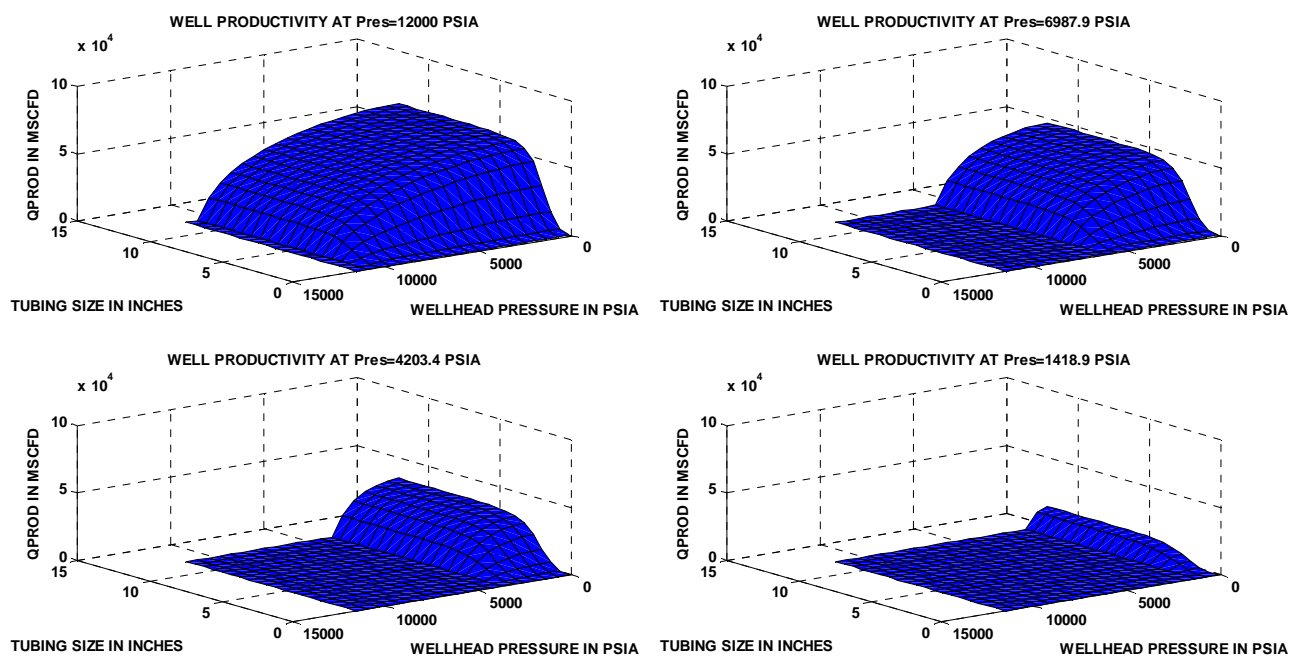 WELL PRODUCTIVITY AT Pres=12000 PSIA
x 10^4
QPROD IN MSCFD
10
5
0
15
10
5
0
15000
10000
5000
0
TUBING SIZE IN INCHES
WELLHEAD PRESSURE IN PSIA
WELL PRODUCTIVITY AT Pres=6987.9 PSIA
x 10^4
QPROD IN MSCFD
10
5
0
15
10
5
0
15000
10000
5000
0
TUBING SIZE IN INCHES
WELLHEAD PRESSURE IN PSIA
WELL PRODUCTIVITY AT Pres=4203.4 PSIA
x 10^4
QPROD IN MSCFD
10
5
0
15
10
5
0
15000
10000
5000
0
TUBING SIZE IN INCHES
WELLHEAD PRESSURE IN PSIA
WELL PRODUCTIVITY AT Pres=1418.9 PSIA
x 10^4
QPROD IN MSCFD
10
5
0
15
10
5
0
15000
10000
5000
0
TUBING SIZE IN INCHES
WELLHEAD PRESSURE IN PSIA